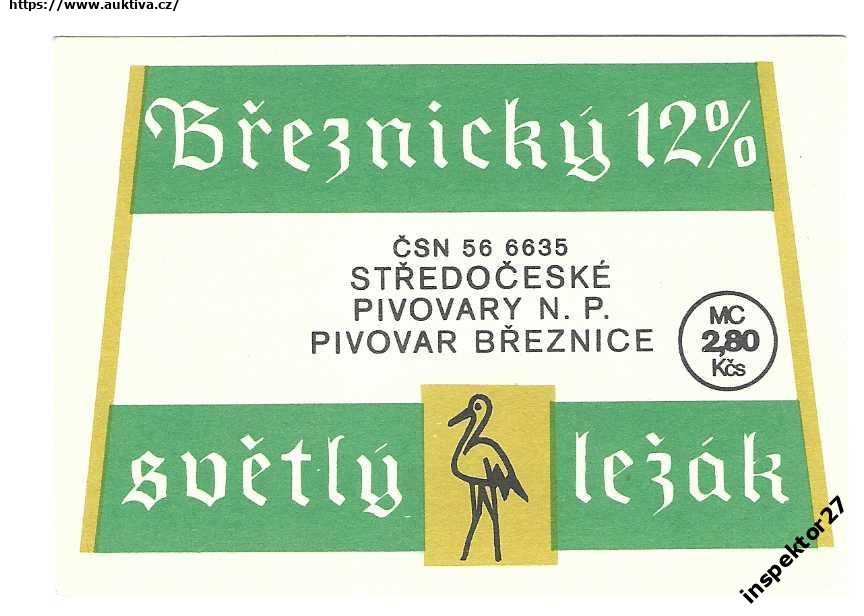 https://www.auktiva.cz/
Březnický 12%
ČSN 56 6635
STŘEDOČESKÉ
PIVOVARY N. P.
PIVOVAR BŘEZNICE
MC
2,80
Kčs
světlý ležák
inspektor27